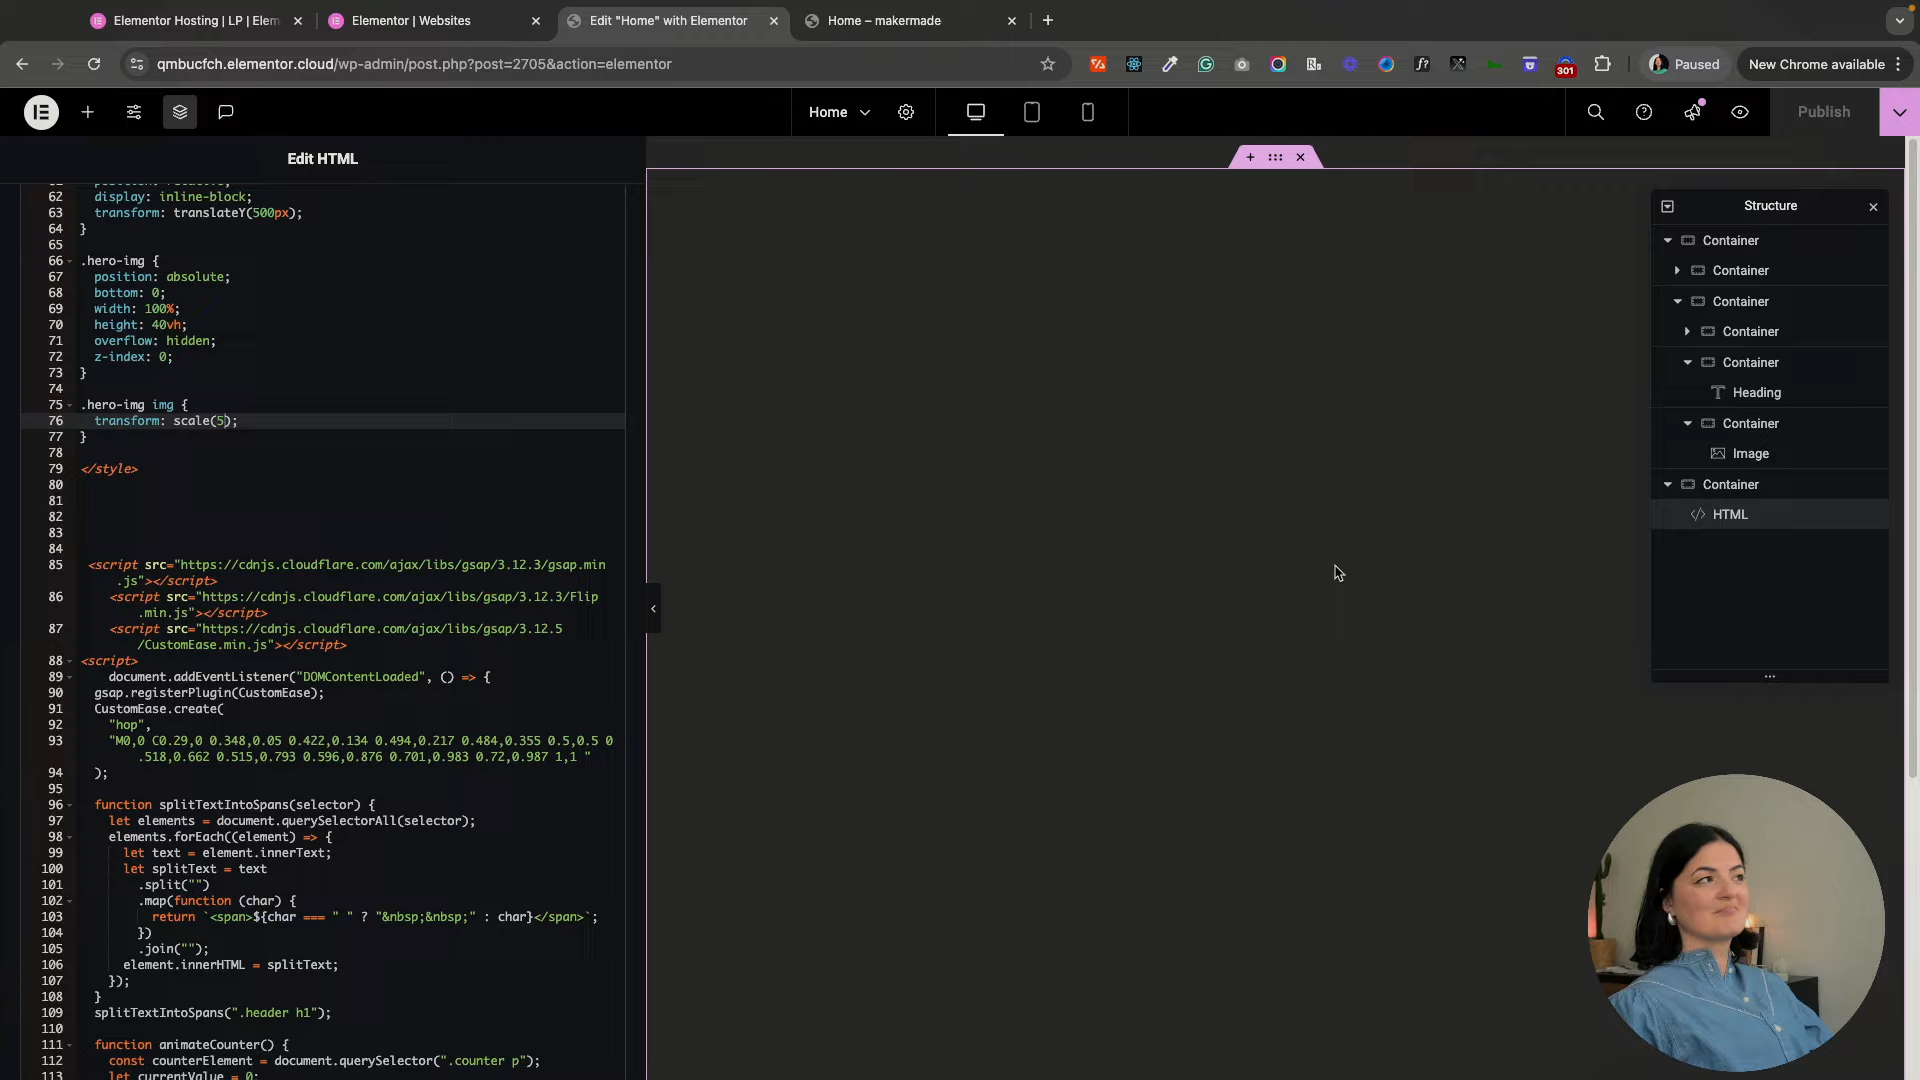 Elementor Hosting | LP | Elem
Elementor | Websites
Edit "Home" with Elementor
Home – makermade
qmbucfch.elementor.cloud/wp-admin/post.php?post=2705&action=elementor
301
Paused
New Chrome available
Home
Publish
Edit HTML
62 display: inline-block;
63 transform: translateY(500px);
64 }
65
66 .hero-img {
67 position: absolute;
68 bottom: 0;
69 width: 100%;
70 height: 40vh;
71 overflow: hidden;
72 z-index: 0;
73 }
74
75 .hero-img img {
76 transform: scale(5);
77 }
78
79 </style>
80
81
82
83
84
85 <script src="https://cdnjs.cloudflare.com/ajax/libs/gsap/3.12.3/gsap.min
.js"></script>
86 <script src="https://cdnjs.cloudflare.com/ajax/libs/gsap/3.12.3/Flip
.min.js"></script>
87 <script src="https://cdnjs.cloudflare.com/ajax/libs/gsap/3.12.5
/CustomEase.min.js"></script>
88 <script>
89 document.addEventListener("DOMContentLoaded", () => {
90 gsap.registerPlugin(CustomEase);
91 CustomEase.create(
92 "hop",
93 "M0,0 C0.29,0 0.348,0.05 0.422,0.134 0.494,0.217 0.484,0.355 0.5,0.5 0
.518,0.662 0.515,0.793 0.596,0.876 0.701,0.983 0.72,0.987 1,1 "
94 );
95
96 function splitTextIntoSpans(selector) {
97 let elements = document.querySelectorAll(selector);
98 elements.forEach((element) => {
99 let text = element.innerText;
100 let splitText = text
101 .split("")
102 .map(function (char) {
103 return `<span>${char === " " ? "&nbsp;&nbsp;" : char}</span>`;
104 })
105 .join("");
106 element.innerHTML = splitText;
107 });
108 }
109 splitTextIntoSpans(".header h1");
110
111 function animateCounter() {
112 const counterElement = document.querySelector(".counter p");
113 let currentValue = 0;
Structure
Container
Container
Container
Container
Container
Heading
Container
Image
Container
HTML